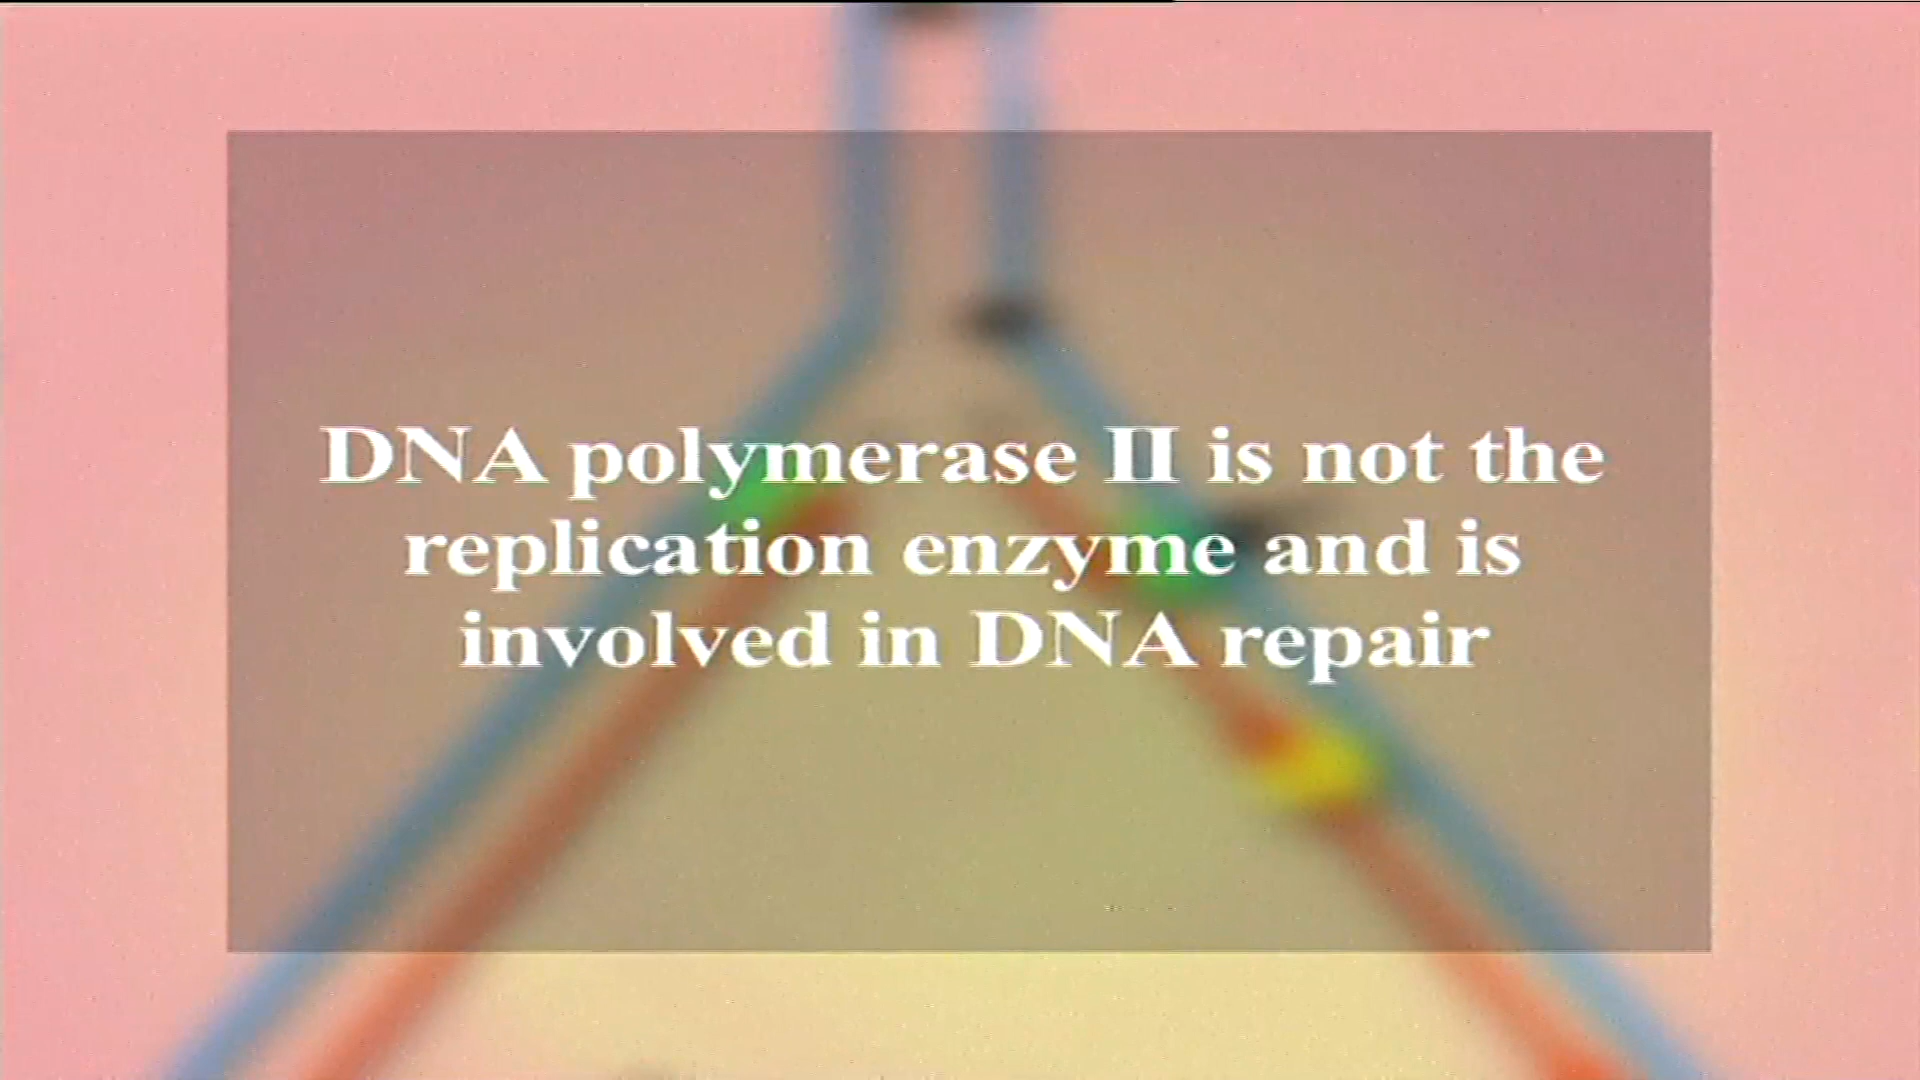 DNA polymerase II is not the
replication enzyme and is
involved in DNA repair